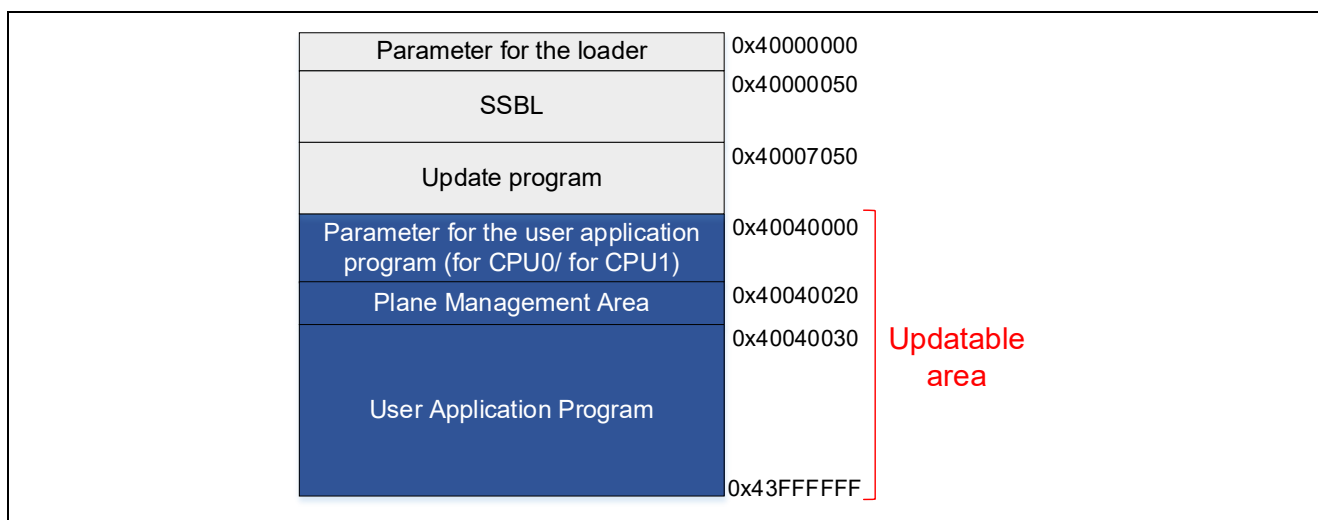 Parameter for the loader
0x40000000
0x40000050
SSBL
0x40007050
Update program
0x40040000
Parameter for the user application
program (for CPU0/ for CPU1)
0x40040020
Plane Management Area
0x40040030
Updatable
area
User Application Program
0x43FFFFFF